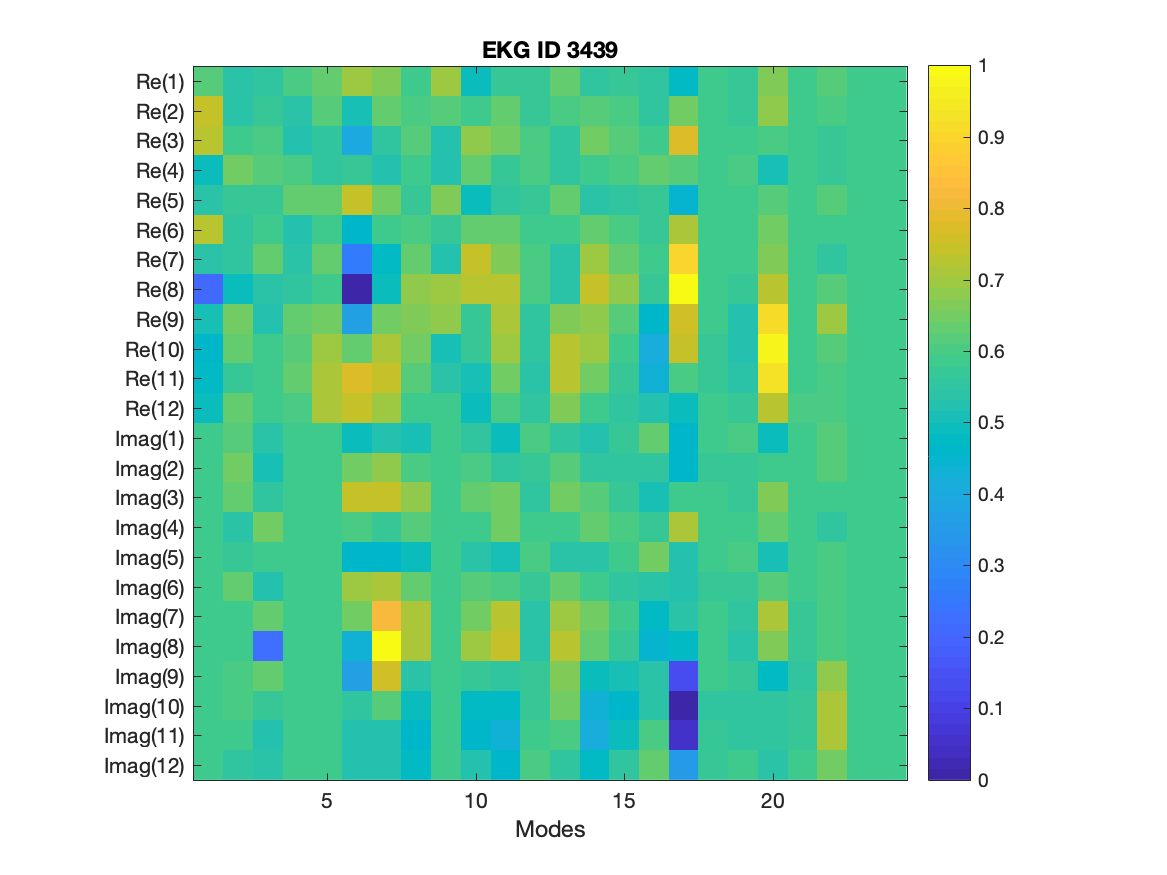 EKG ID 3439
Re(1)
Re(2)
Re(3)
Re(4)
Re(5)
Re(6)
Re(7)
Re(8)
Re(9)
Re(10)
Re(11)
Re(12)
Imag(1)
Imag(2)
Imag(3)
Imag(4)
Imag(5)
Imag(6)
Imag(7)
Imag(8)
Imag(9)
Imag(10)
Imag(11)
Imag(12)
5 10 15 20
Modes
1
0.9
0.8
0.7
0.6
0.5
0.4
0.3
0.2
0.1
0